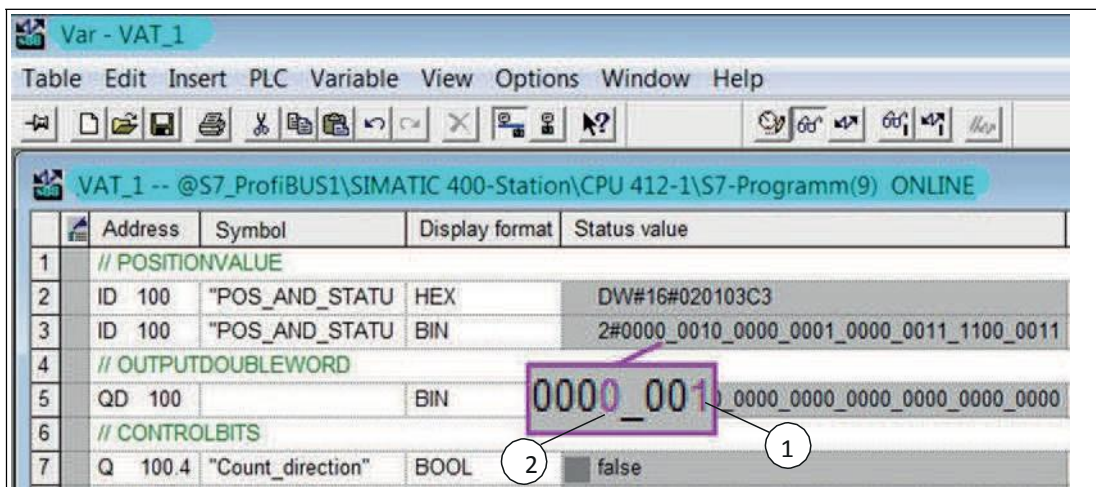 Var - VAT_1
Table Edit Insert PLC Variable View Options Window Help
VAT_1 -- @S7_ProfiBUS1\SIMATIC 400-Station\CPU 412-1\S7-Programm(9) ONLINE
Address Symbol Display format Status value
1 // POSITIONVALUE
2 ID 100 "POS_AND_STATU HEX DW#16#020103C3
3 ID 100 "POS_AND_STATU BIN 2#0000_0010_0000_0001_0000_0011_1100_0011
4 // OUTPUTDOUBLEWORD
5 QD 100 BIN 0000_001 0_0000_0000_0000_0000_0000_0000
6 // CONTROLBITS
7 Q 100.4 "Count_direction" BOOL false
2 1